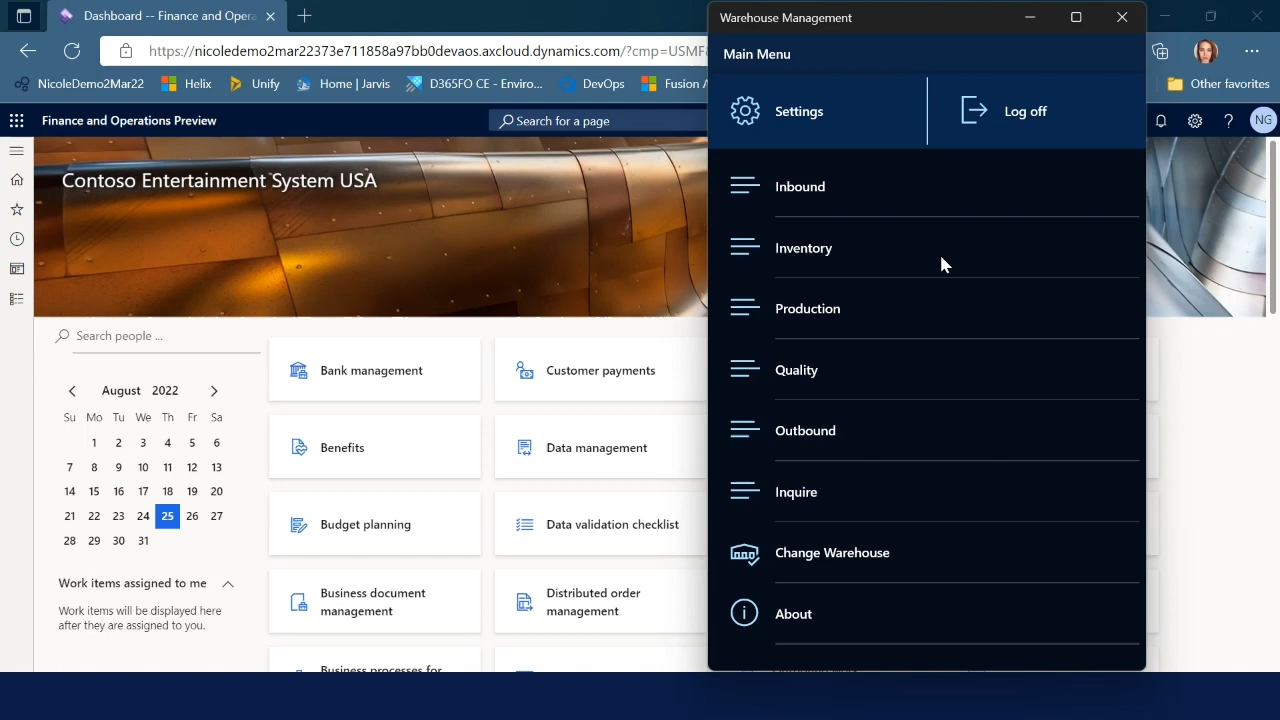 Dashboard -- Finance and Opera
https://nicoledemo2mar22373e711858a97bb0devaos.axcloud.dynamics.com/?cmp=USMF
NicoleDemo2Mar22
Helix
Unify
Home | Jarvis
D365FO CE - Enviro...
DevOps
Fusion
Other favorites
Finance and Operations Preview
Search for a page
?
NG
Contoso Entertainment System USA
Search people ...
August 2022
Su Mo Tu We Th Fr Sa
1 2 3 4 5 6
7 8 9 10 11 12 13
14 15 16 17 18 19 20
21 22 23 24 25 26 27
28 29 30 31
Work items assigned to me
Work items will be displayed here
after they are assigned to you.
Bank management
Customer payments
Benefits
Data management
Budget planning
Data validation checklist
Business document
management
Distributed order
management
Business processes for
Warehouse Management
Main Menu
Settings
Log off
Inbound
Inventory
Production
Quality
Outbound
Inquire
Change Warehouse
About